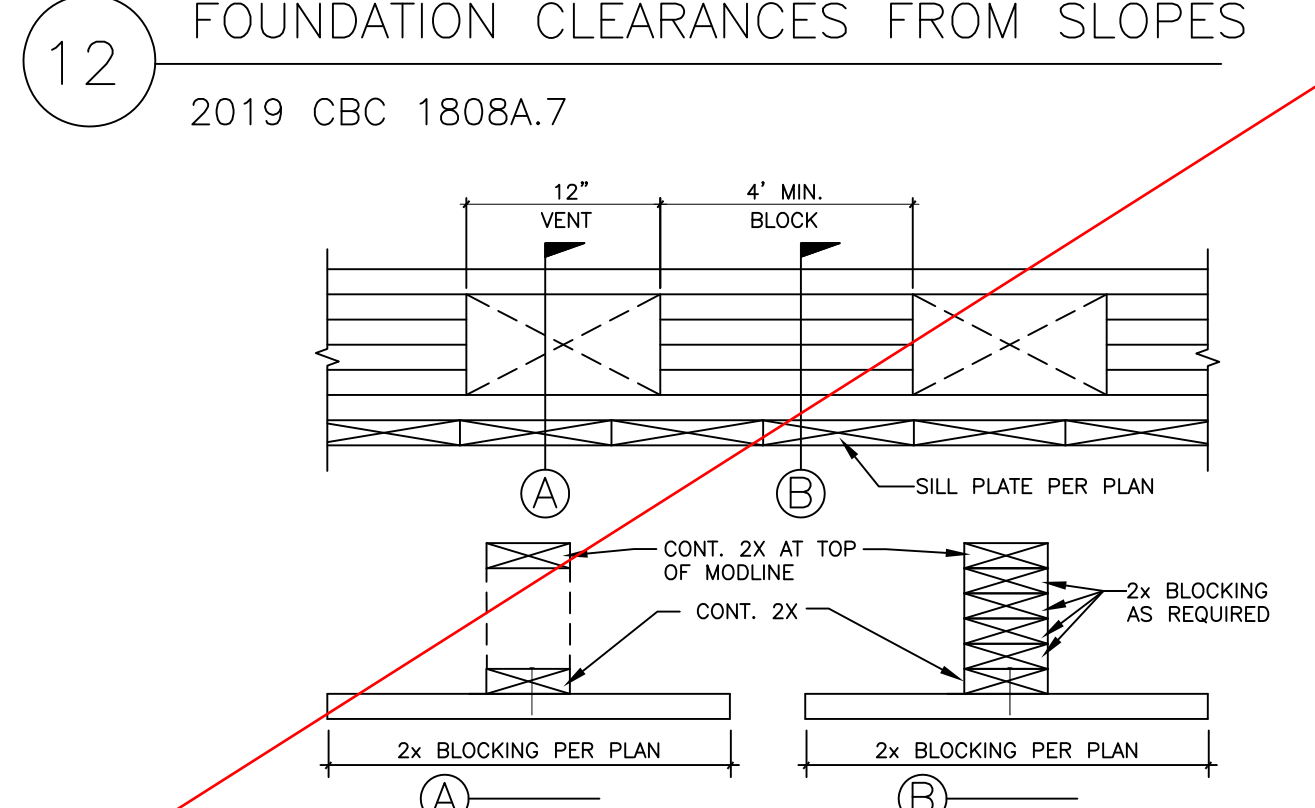 12
FOUNDATION CLEARANCES FROM SLOPES
2019 CBC 1808A.7
12"
4' MIN.
VENT
BLOCK
A
B
SILL PLATE PER PLAN
CONT. 2X AT TOP
OF MODLINE
2x BLOCKING
AS REQUIRED
CONT. 2X
2x BLOCKING PER PLAN
2x BLOCKING PER PLAN
A
B